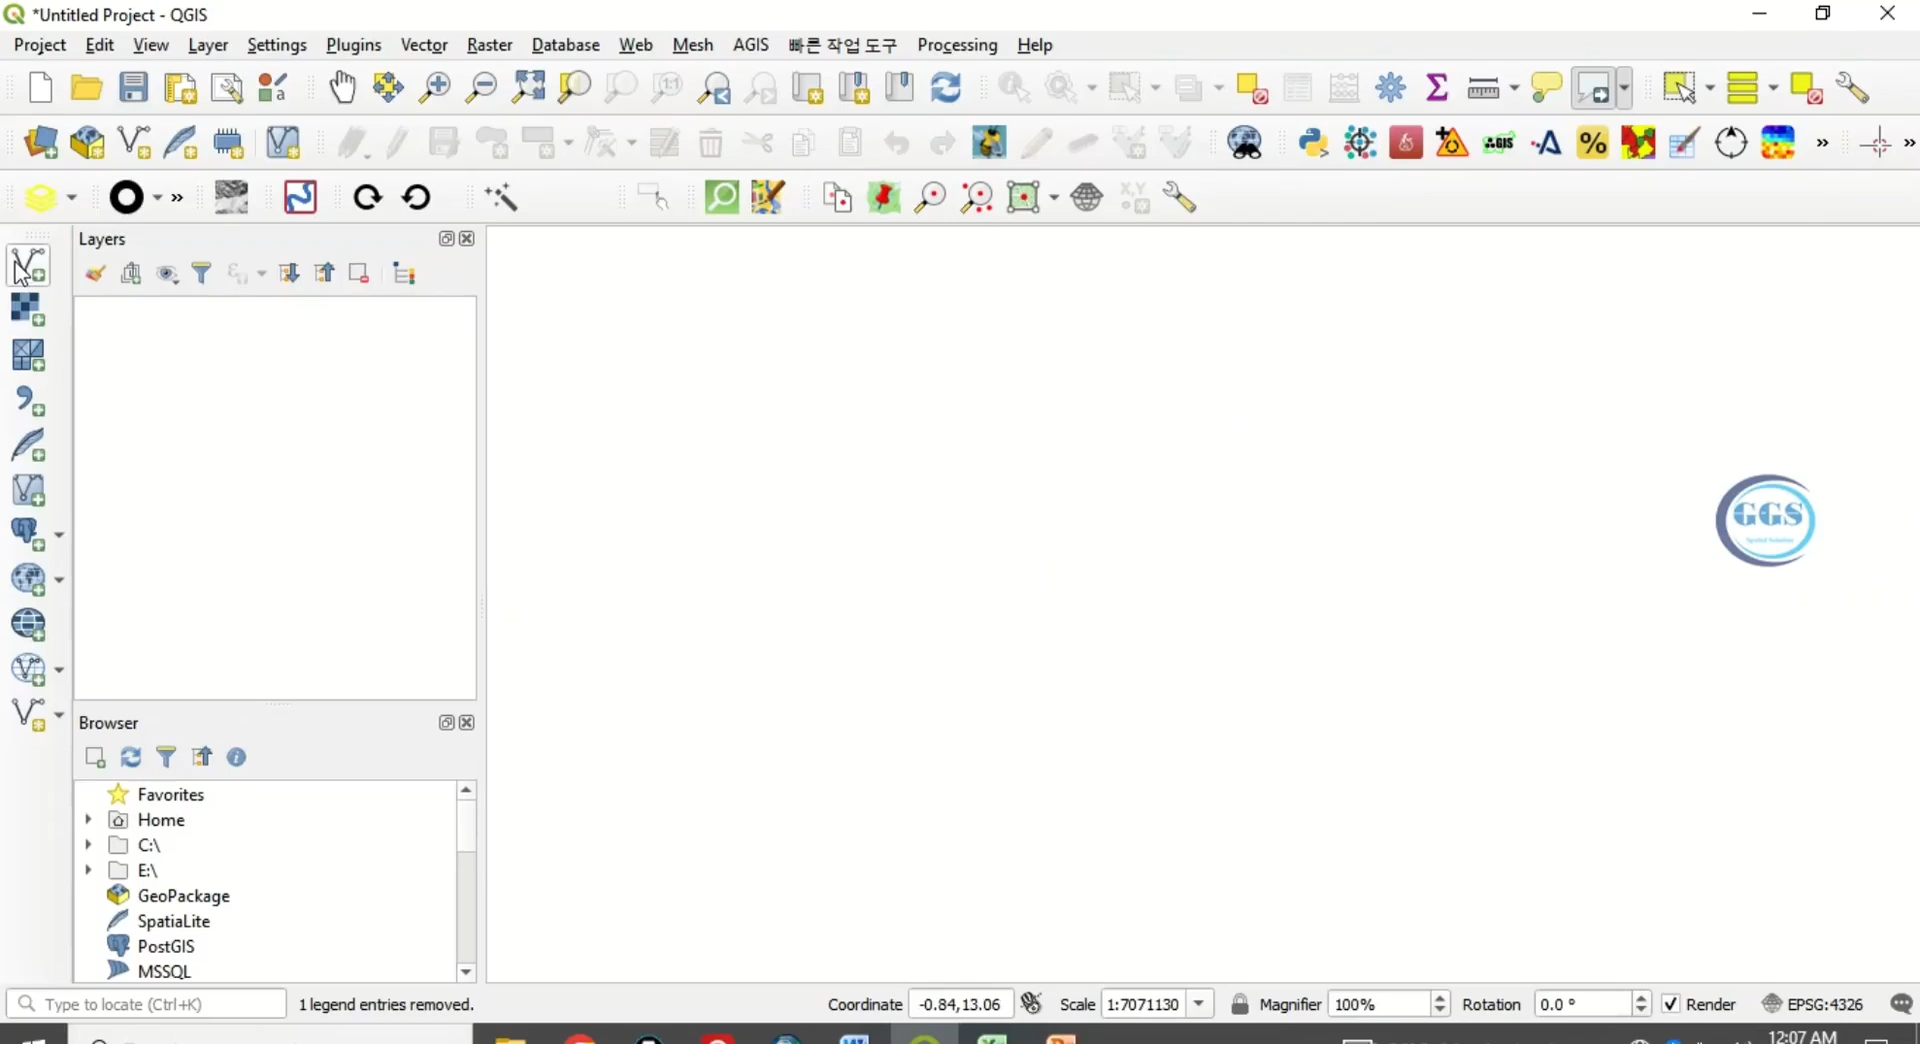 *Untitled Project - QGIS
Project Edit View Layer Settings Plugins Vector Raster Database Web Mesh AGIS 빠른 작업 도구 Processing Help
Layers
Browser
Favorites
Home
C:\
E:\
GeoPackage
SpatiaLite
PostGIS
MSSQL
GGS
Type to locate (Ctrl+K) 1 legend entries removed. Coordinate -0.84,13.06 Scale 1:7071130 Magnifier 100% Rotation 0.0 ° Render EPSG:4326
12:07 AM